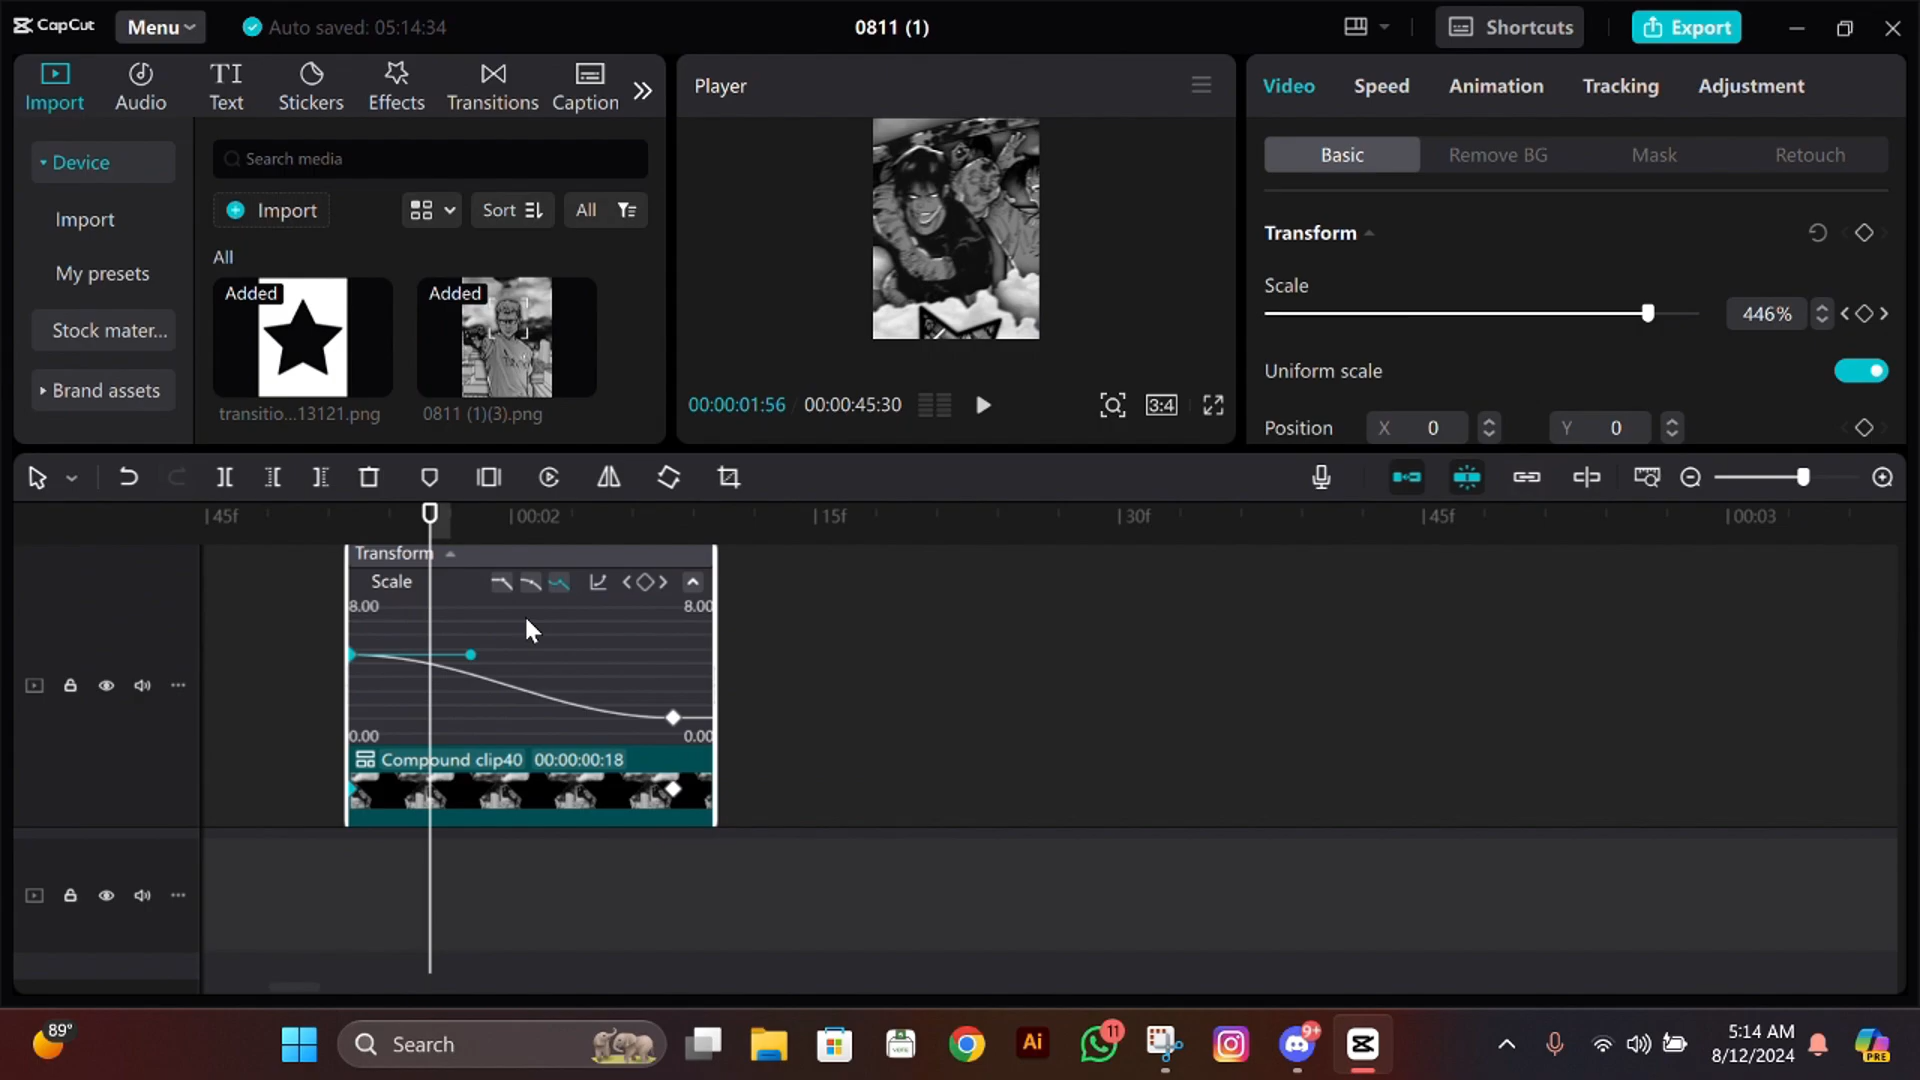 CapCut
Menu
Auto saved: 05:14:34
0811 (1)
Shortcuts
Export
Import
Audio
TI
Text
Stickers
Effects
Transitions
Caption
Device
Import
My presets
Stock mater...
Brand assets
Search media
Import
Sort
All
All
Added
Added
transitio...13121.png
0811 (1)(3).png
Player
00:00:01:56 / 00:00:45:30
3:4
Video
Speed
Animation
Tracking
Adjustment
Basic
Remove BG
Mask
Retouch
Transform
Scale
446%
Uniform scale
Position
X 0
Y 0
45f
00:02
15f
30f
45f
00:03
Transform
Scale
8.00
8.00
0.00
0.00
Compound clip40 00:00:00:18
89°
Search
Ai
11
9+
5:14 AM
8/12/2024
PRE